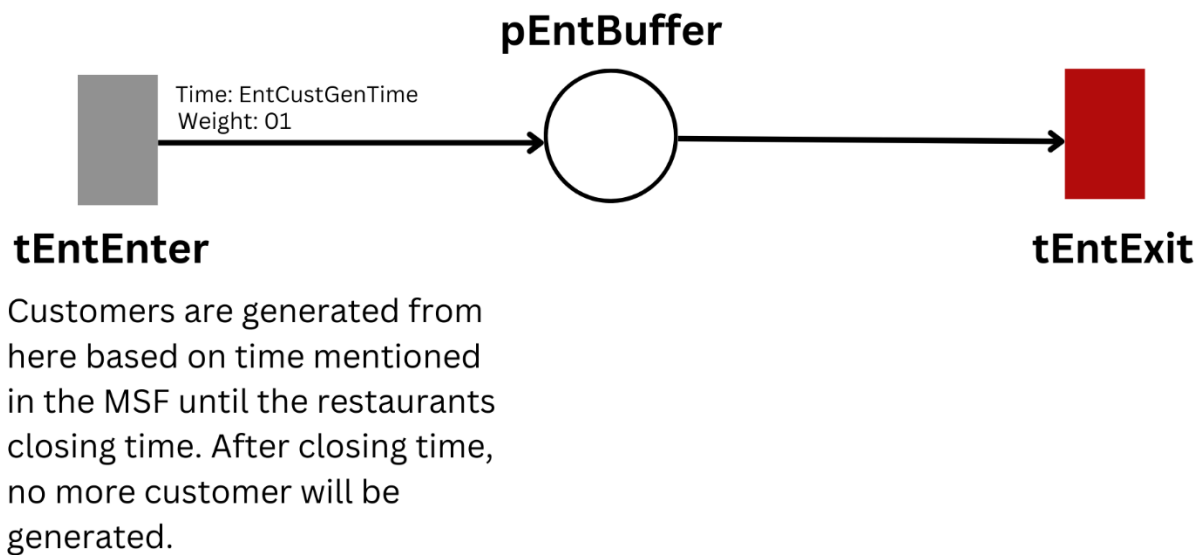 pEntBuffer
Time: EntCustGenTime
Weight: 01
tEntEnter
tEntExit
Customers are generated from
here based on time mentioned
in the MSF until the restaurants
closing time. After closing time,
no more customer will be
generated.